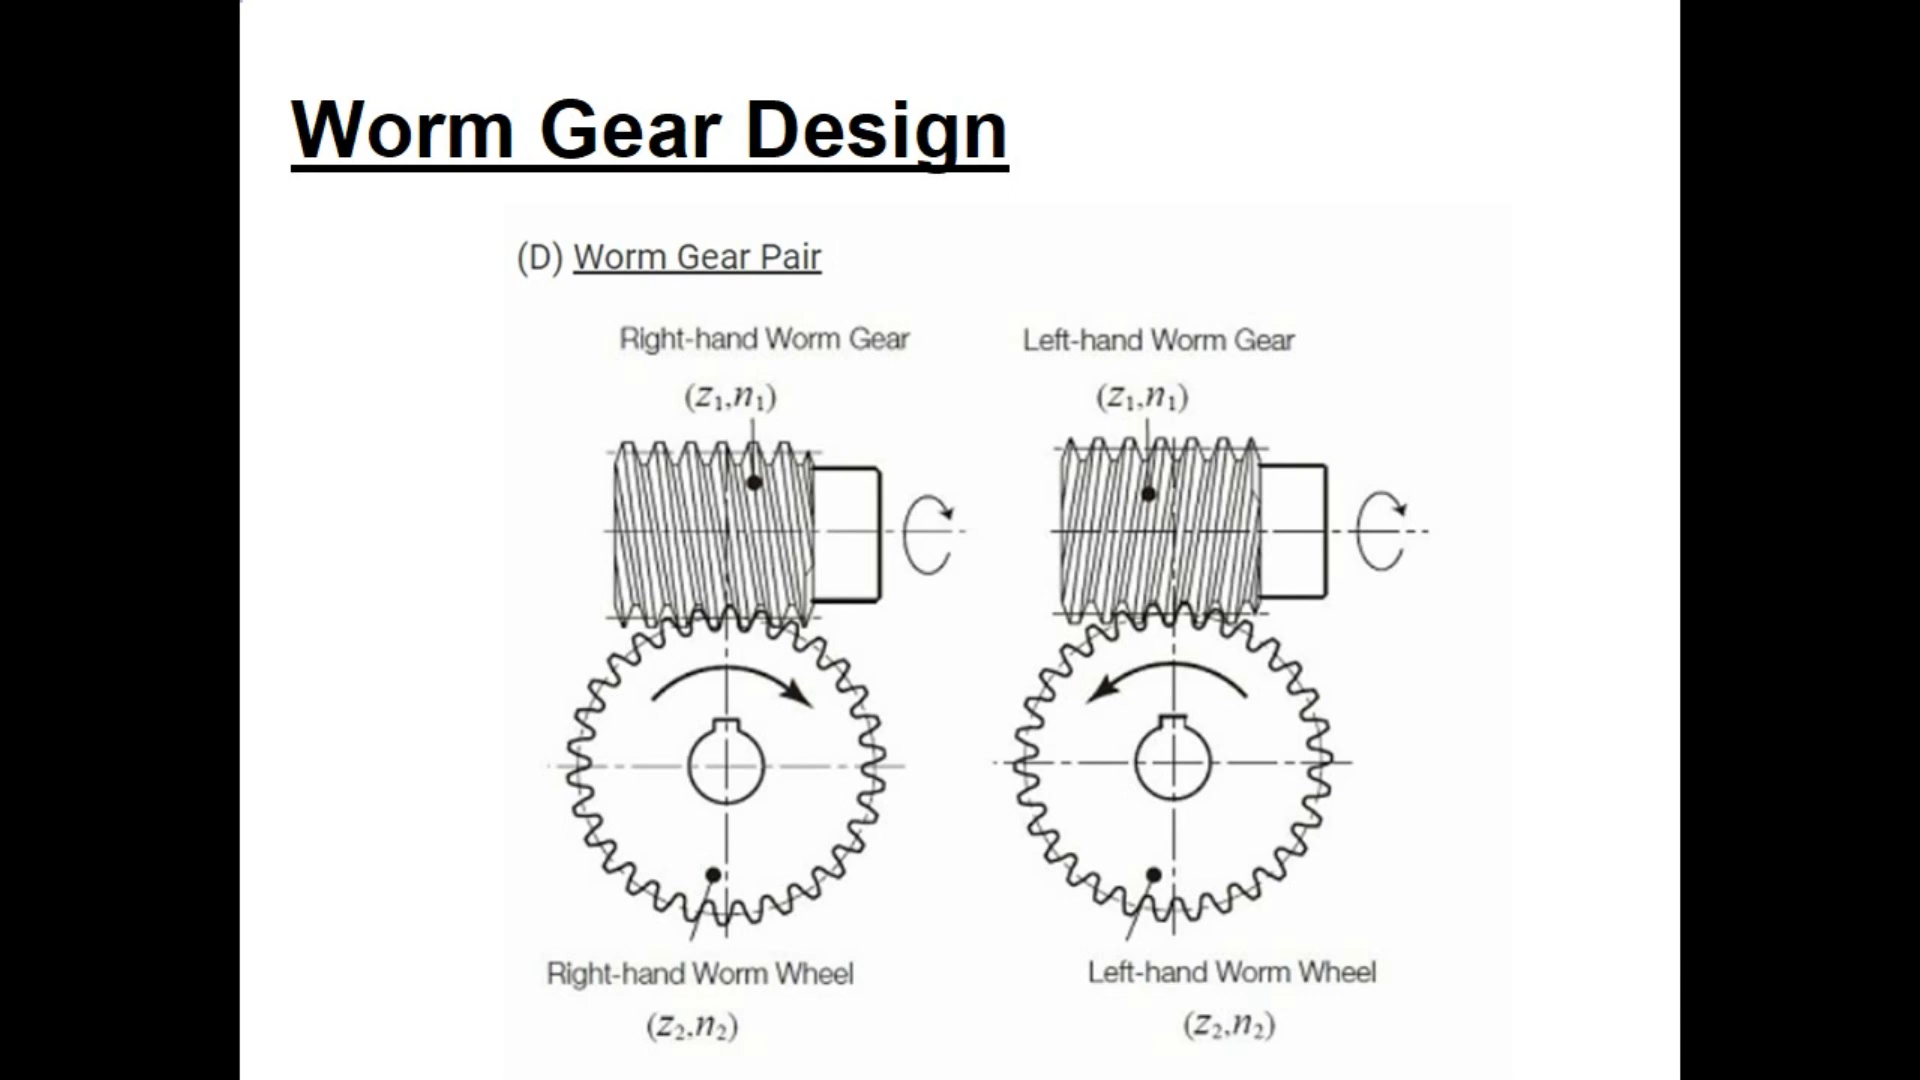 Worm Gear Design
(D) Worm Gear Pair
Right-hand Worm Gear
Left-hand Worm Gear
(z₁,n₁)
(z₁,n₁)
Right-hand Worm Wheel
Left-hand Worm Wheel
(z₂,n₂)
(z₂,n₂)